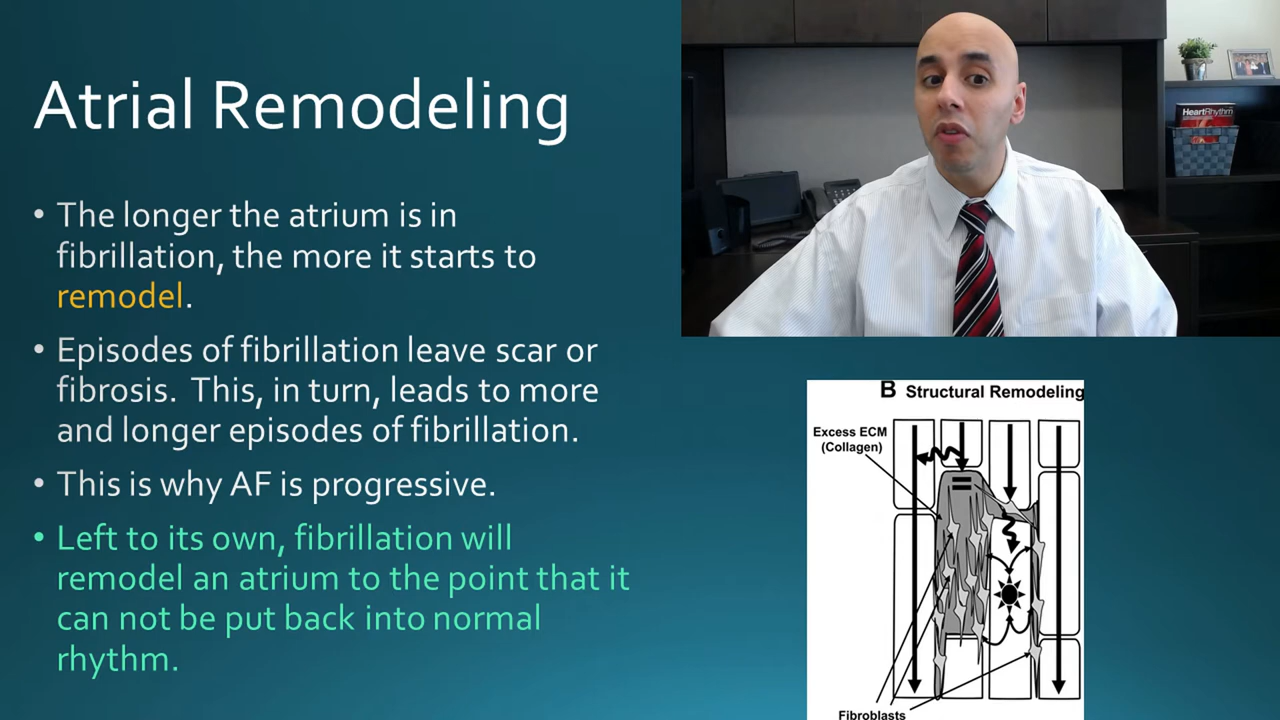 Atrial Remodeling
• The longer the atrium is in
fibrillation, the more it starts to
remodel.
• Episodes of fibrillation leave scar or
fibrosis. This, in turn, leads to more
and longer episodes of fibrillation.
• This is why AF is progressive.
• Left to its own, fibrillation will
remodel an atrium to the point that it
can not be put back into normal
rhythm.
HeartRhythm
B Structural Remodeling
Excess ECM
(Collagen)
Fibroblasts